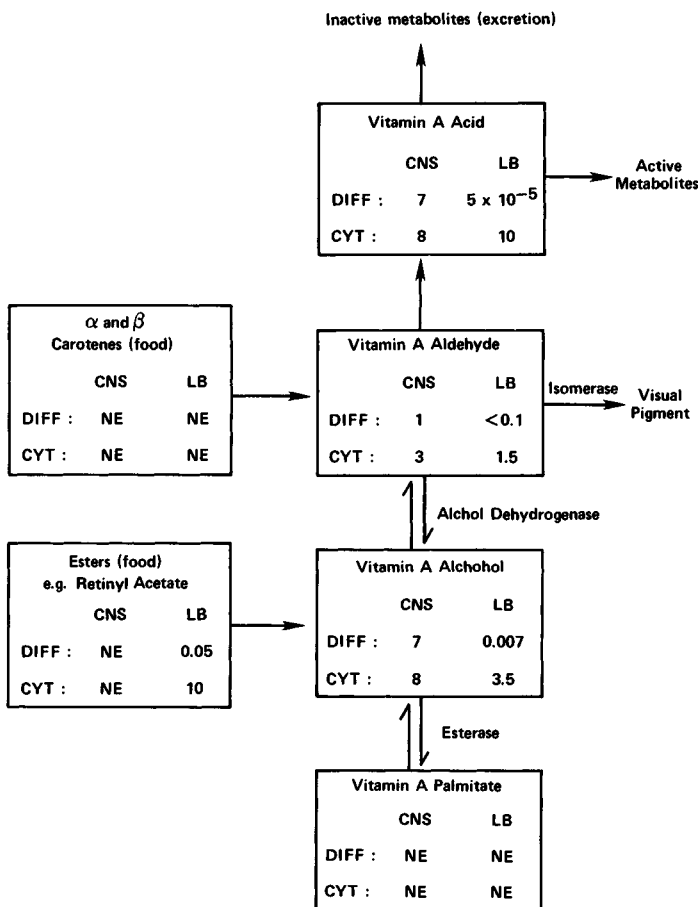 Inactive metabolites (excretion)
Vitamin A Acid
CNS LB
DIFF : 7 5 x 10⁻⁵
CYT : 8 10
Active
Metabolites
α and β
Carotenes (food)
CNS LB
DIFF : NE NE
CYT : NE NE
Vitamin A Aldehyde
CNS LB
DIFF : 1 <0.1
CYT : 3 1.5
Isomerase
Visual
Pigment
Alchol Dehydrogenase
Esters (food)
e.g. Retinyl Acetate
CNS LB
DIFF : NE 0.05
CYT : NE 10
Vitamin A Alchohol
CNS LB
DIFF : 7 0.007
CYT : 8 3.5
Esterase
Vitamin A Palmitate
CNS LB
DIFF : NE NE
CYT : NE NE